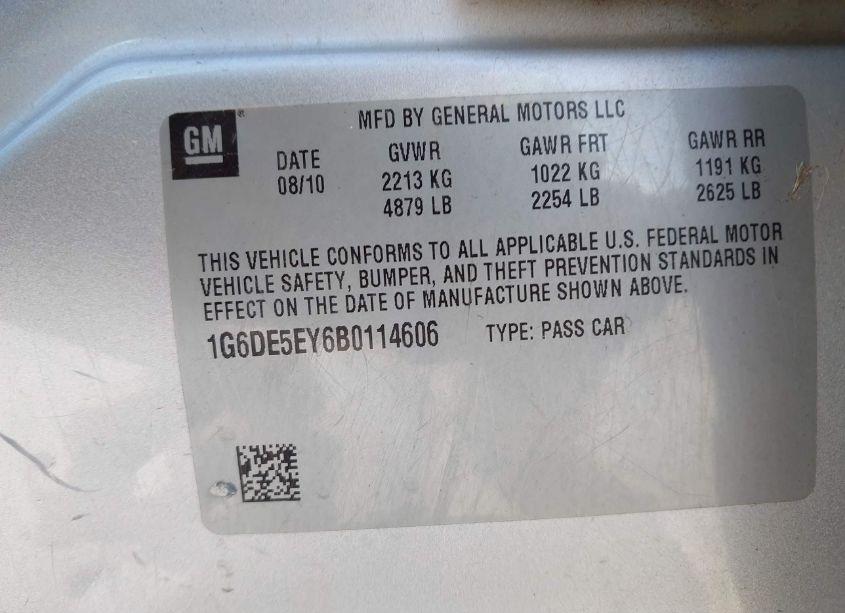 GM
MFD BY GENERAL MOTORS LLC
DATE GVWR GAWR FRT GAWR RR
08/10 2213 KG 1022 KG 1191 KG
4879 LB 2254 LB 2625 LB
THIS VEHICLE CONFORMS TO ALL APPLICABLE U.S. FEDERAL MOTOR
VEHICLE SAFETY, BUMPER, AND THEFT PREVENTION STANDARDS IN
EFFECT ON THE DATE OF MANUFACTURE SHOWN ABOVE.
1G6DE5EY6B0114606 TYPE: PASS CAR